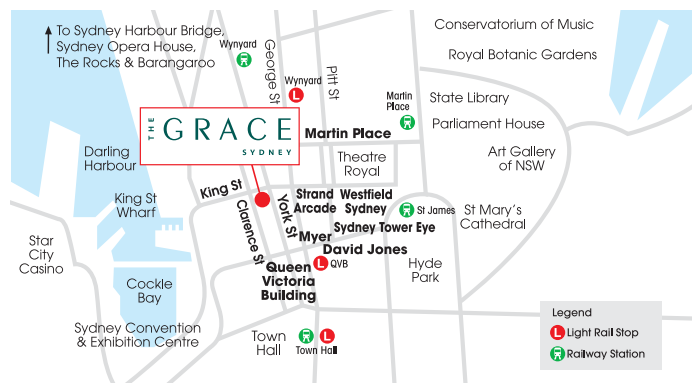 To Sydney Harbour Bridge,
Sydney Opera House,
The Rocks & Barangaroo
Wynyard
George St
Wynyard
Pitt St
Conservatorium of Music
Royal Botanic Gardens
Martin
Place
State Library
Parliament House
Art Gallery
of NSW
THE
GRACE
SYDNEY
Martin Place
Theatre
Royal
Darling
Harbour
King St
King St
Wharf
Clarence St
York St
Strand
Arcade
Westfield
Sydney
St James
St Mary's
Cathedral
Sydney Tower Eye
Myer
David Jones
QVB
Queen
Victoria
Building
Hyde
Park
Star
City
Casino
Cockle
Bay
Sydney Convention
& Exhibition Centre
Town
Hall
Town Hall
Legend
L Light Rail Stop
Railway Station